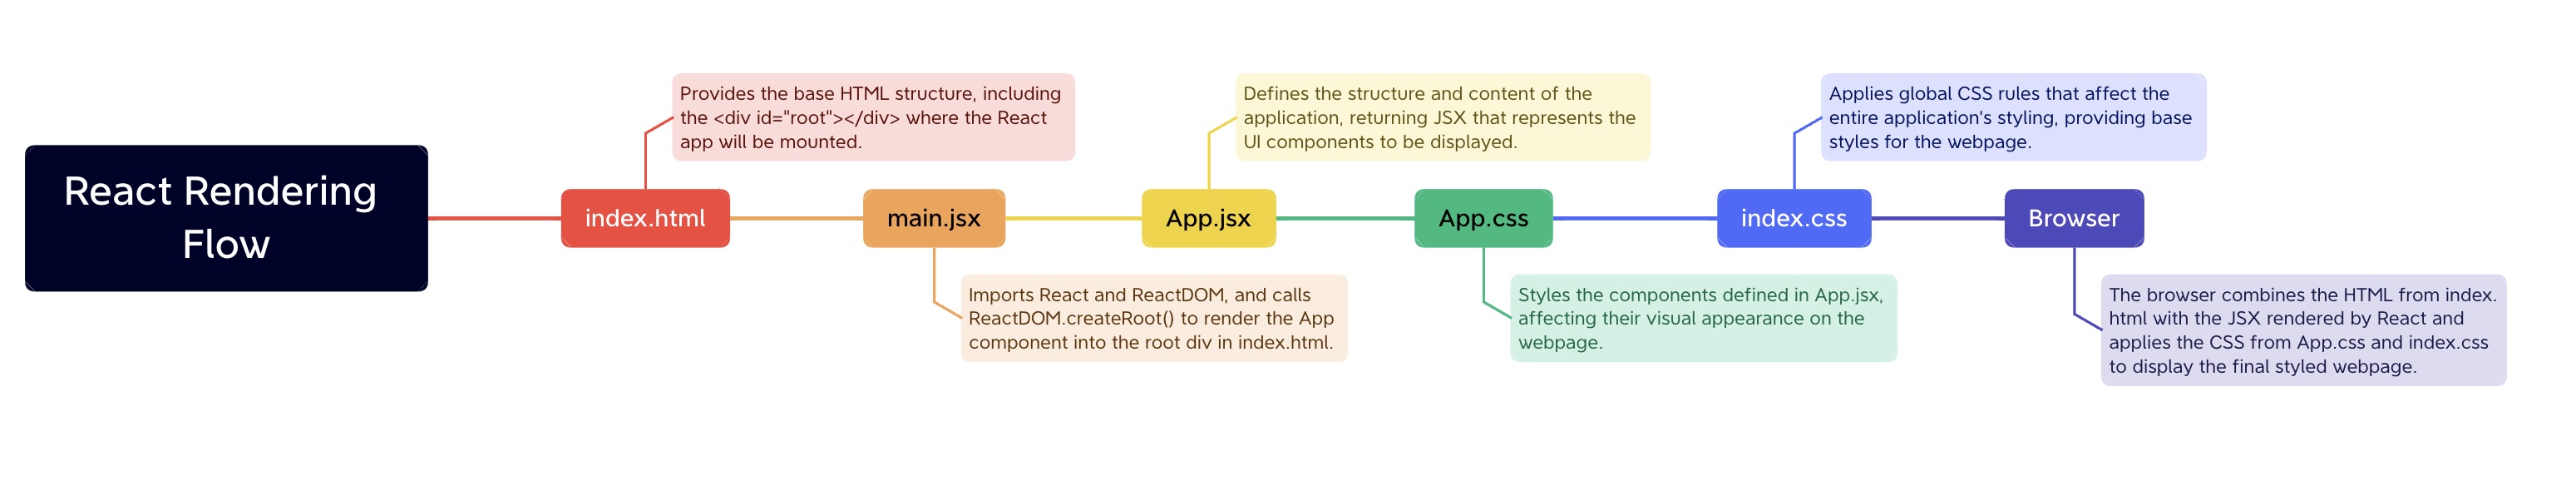 React Rendering
Flow
index.html
Provides the base HTML structure, including
the <div id="root"></div> where the React
app will be mounted.
main.jsx
Imports React and ReactDOM, and calls
ReactDOM.createRoot() to render the App
component into the root div in index.html.
App.jsx
Defines the structure and content of the
application, returning JSX that represents the
UI components to be displayed.
App.css
Styles the components defined in App.jsx,
affecting their visual appearance on the
webpage.
index.css
Applies global CSS rules that affect the
entire application's styling, providing base
styles for the webpage.
Browser
The browser combines the HTML from index.
html with the JSX rendered by React and
applies the CSS from App.css and index.css
to display the final styled webpage.